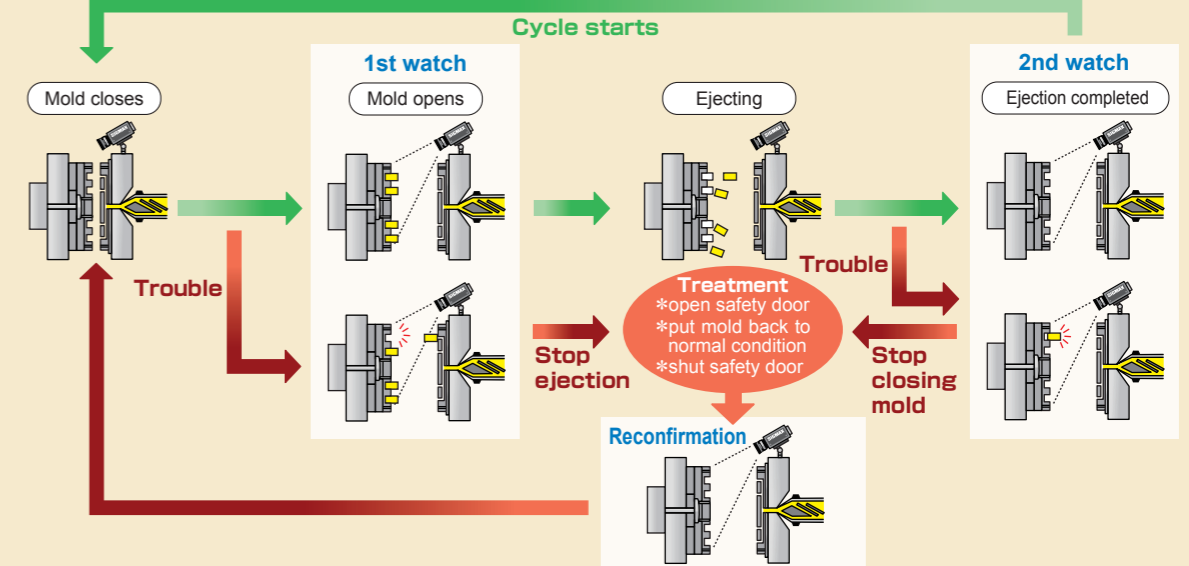 Cycle starts
1st watch
2nd watch
Mold closes
Mold opens
Ejecting
Ejection completed
Trouble
Trouble
Treatment
*open safety door
*put mold back to
normal condition
*shut safety door
Stop
ejection
Stop
closing
mold
Reconfirmation